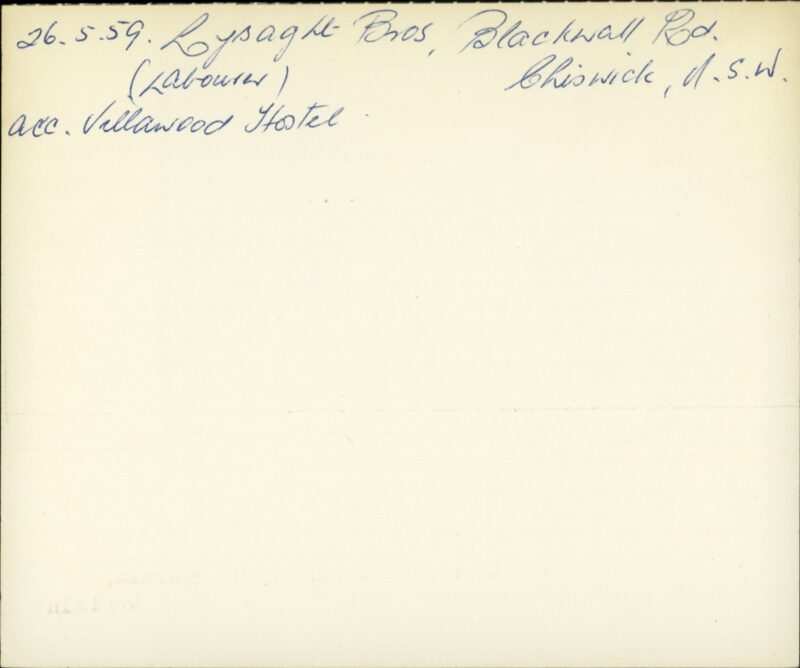 26.5.59. Lysaght Bros, Blackwall Rd.
(Labourer) Chiswick, N.S.W.
acc. Villawood Hostel.